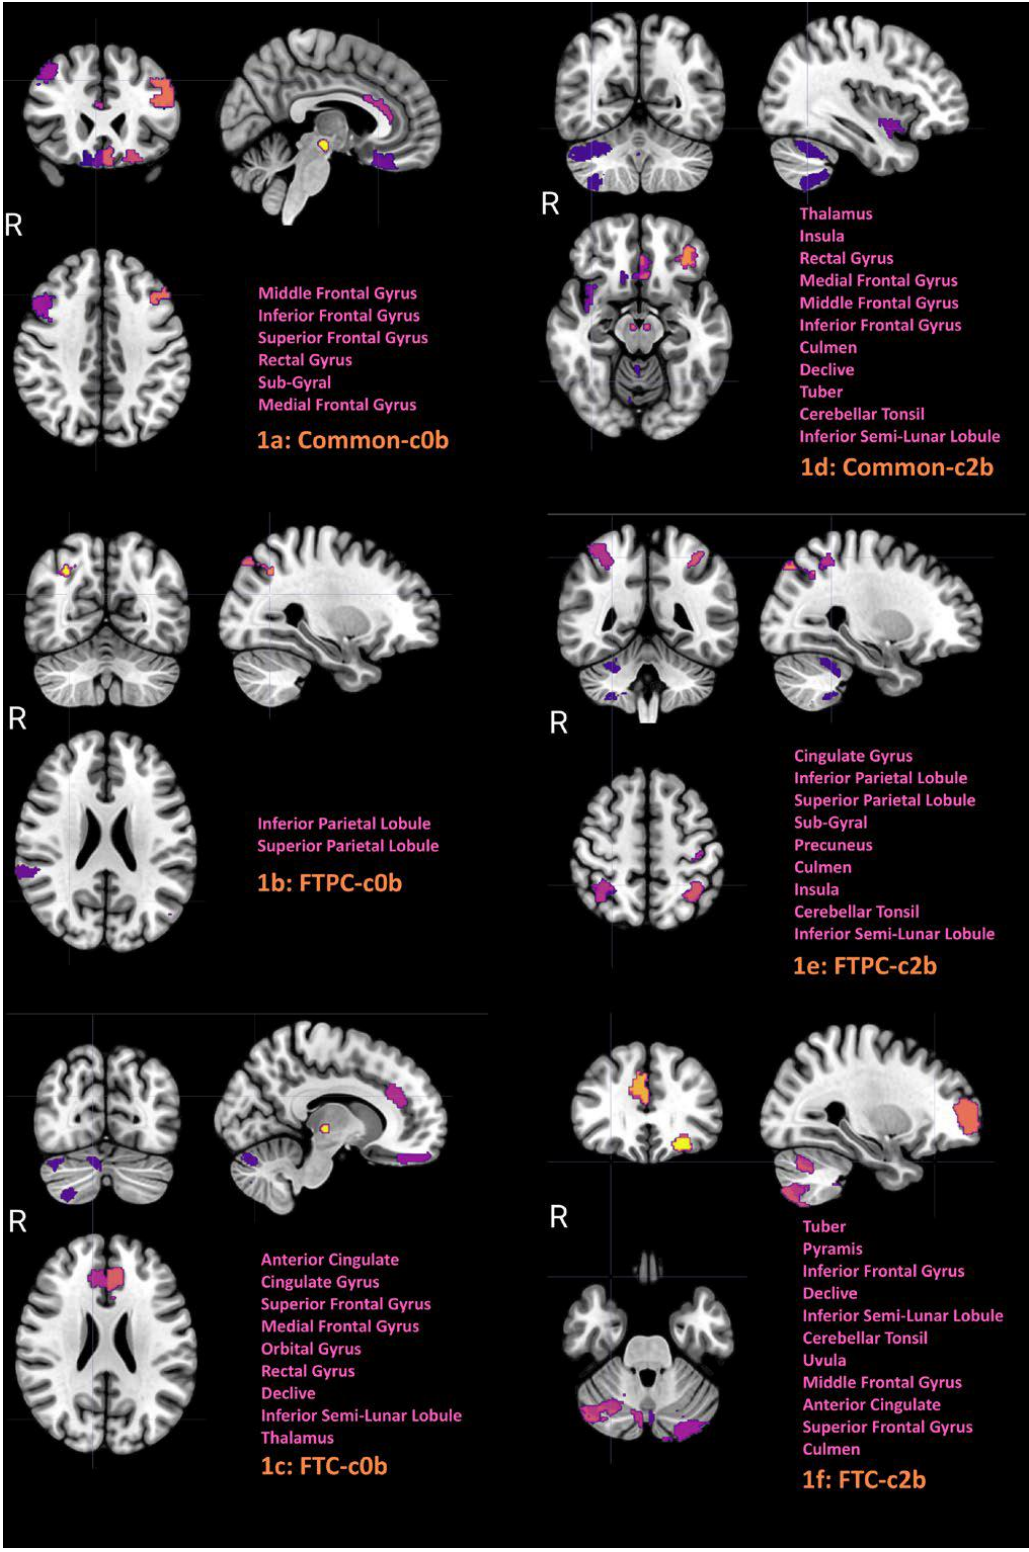 R
Middle Frontal Gyrus
Inferior Frontal Gyrus
Superior Frontal Gyrus
Rectal Gyrus
Sub-Gyral
Medial Frontal Gyrus
1a: Common-c0b
R
Thalamus
Insula
Rectal Gyrus
Medial Frontal Gyrus
Middle Frontal Gyrus
Inferior Frontal Gyrus
Culmen
Declive
Tuber
Cerebellar Tonsil
Inferior Semi-Lunar Lobule
1d: Common-c2b
R
Inferior Parietal Lobule
Superior Parietal Lobule
1b: FTPC-c0b
R
Cingulate Gyrus
Inferior Parietal Lobule
Superior Parietal Lobule
Sub-Gyral
Precuneus
Culmen
Insula
Cerebellar Tonsil
Inferior Semi-Lunar Lobule
1e: FTPC-c2b
R
Anterior Cingulate
Cingulate Gyrus
Superior Frontal Gyrus
Medial Frontal Gyrus
Orbital Gyrus
Rectal Gyrus
Declive
Inferior Semi-Lunar Lobule
Thalamus
1c: FTC-c0b
R
Tuber
Pyramis
Inferior Frontal Gyrus
Declive
Inferior Semi-Lunar Lobule
Cerebellar Tonsil
Uvula
Middle Frontal Gyrus
Anterior Cingulate
Superior Frontal Gyrus
Culmen
1f: FTC-c2b